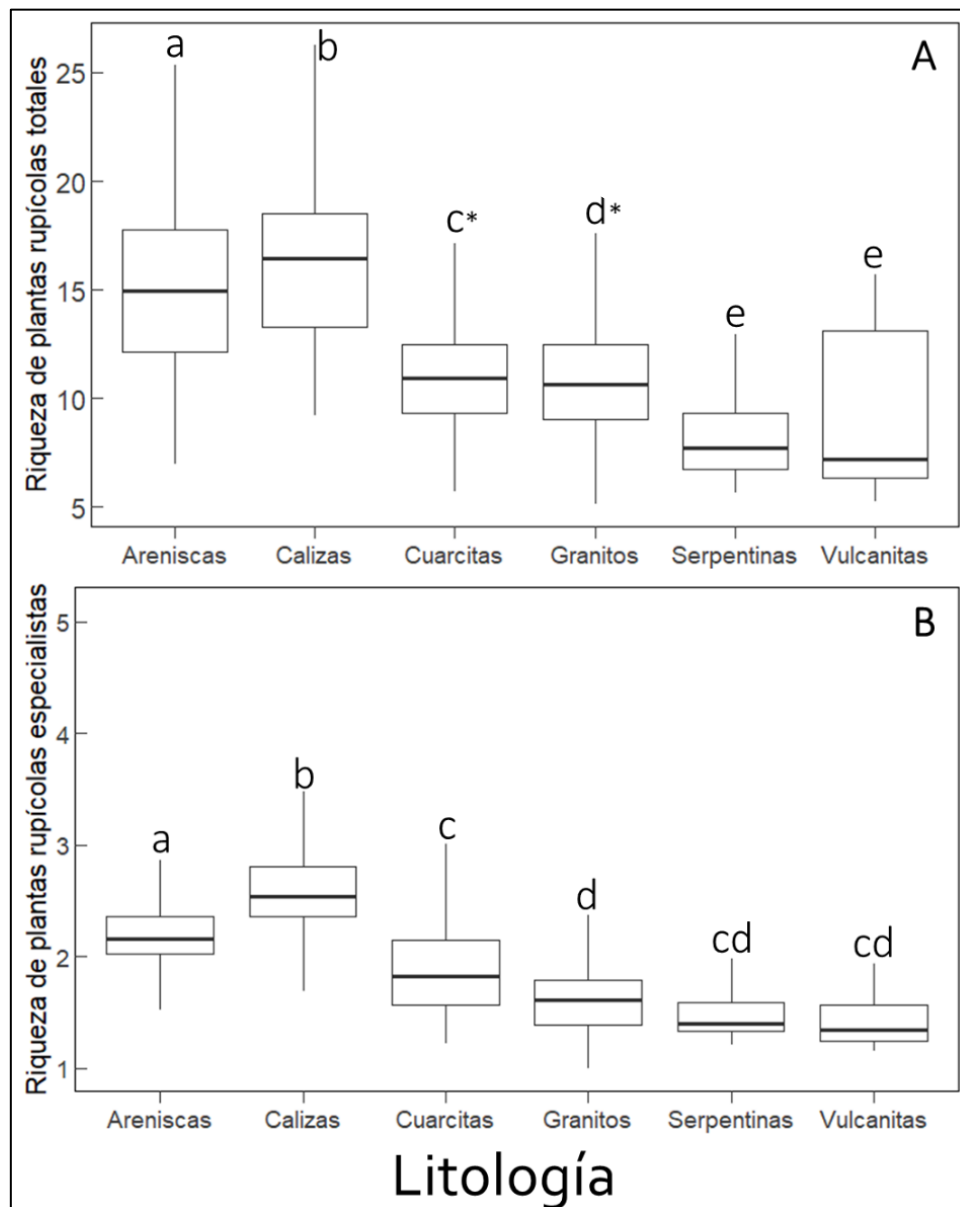 A
Riqueza de plantas rupícolas totales
25
20
15
10
5
a b c* d* e e
Areniscas Calizas Cuarcitas Granitos Serpentinas Vulcanitas
B
Riqueza de plantas rupícolas especialistas
5
4
3
2
1
a b c d cd cd
Areniscas Calizas Cuarcitas Granitos Serpentinas Vulcanitas
Litología